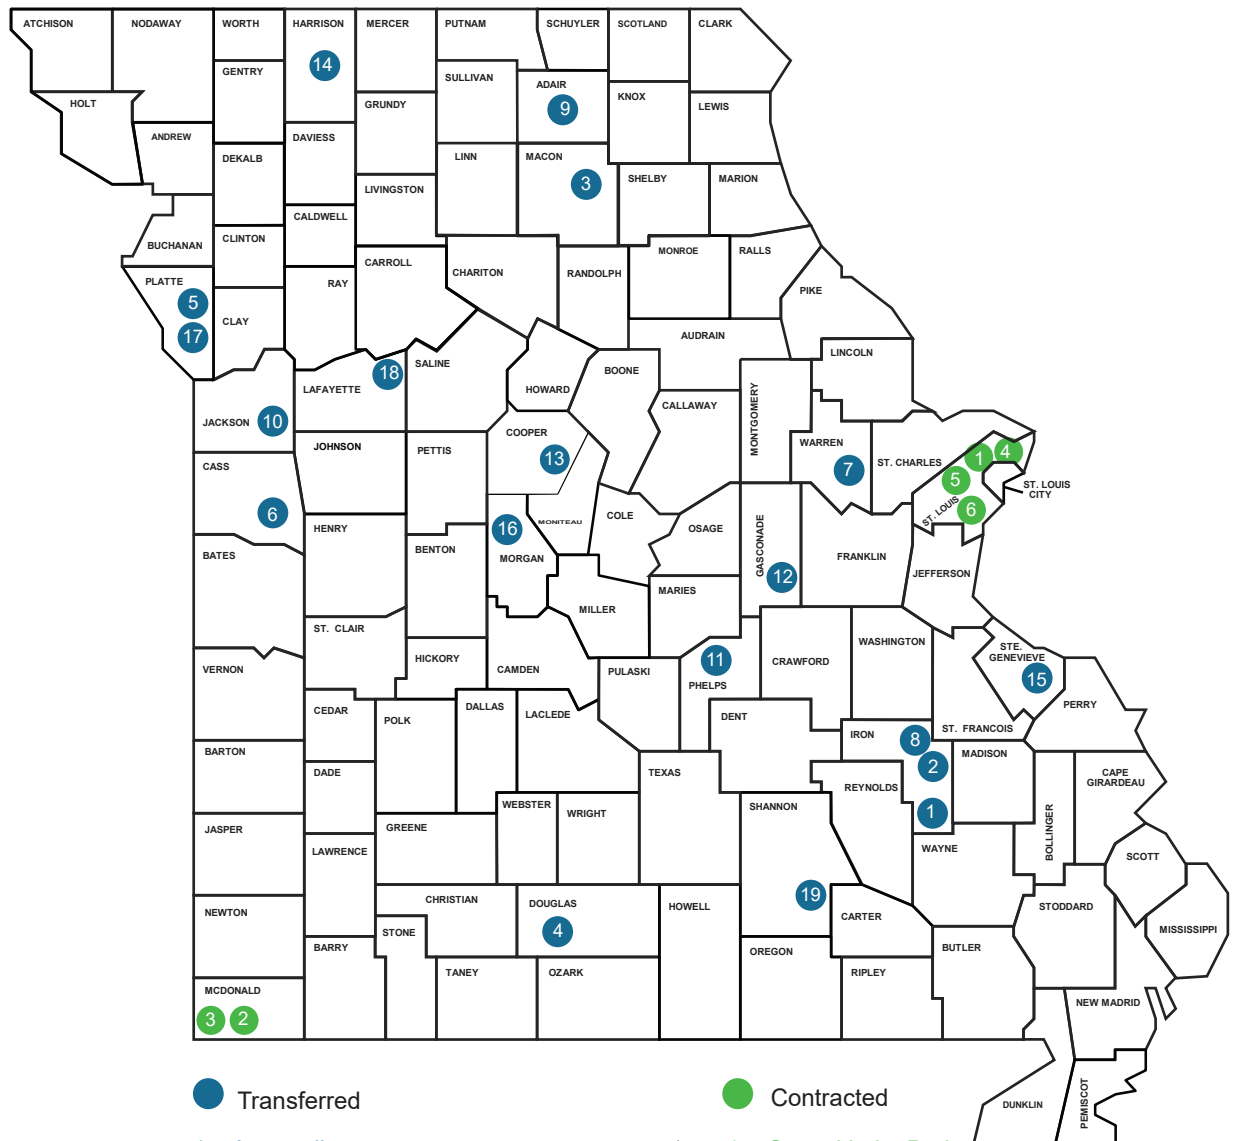 ATCHISON
NODAWAY
WORTH
HARRISON
MERCER
PUTNAM
SCHUYLER
SCOTLAND
CLARK
14
GENTRY
SULLIVAN
ADAIR
9
KNOX
LEWIS
HOLT
GRUNDY
ANDREW
DAVIESS
DEKALB
LINN
MACON
3
SHELBY
MARION
LIVINGSTON
CALDWELL
BUCHANAN
CLINTON
CARROLL
CHARITON
RANDOLPH
MONROE
RALLS
PLATTE
5
17
RAY
PIKE
CLAY
AUDRAIN
LINCOLN
LAFAYETTE
18
SALINE
HOWARD
BOONE
CALLAWAY
MONTGOMERY
JACKSON
10
JOHNSON
COOPER
13
PETTIS
WARREN
7
ST. CHARLES
1
4
5
6
ST. LOUIS
ST. LOUIS
CITY
CASS
6
HENRY
16
MORGAN
MONITEAU
COLE
OSAGE
GASCONADE
12
FRANKLIN
JEFFERSON
BATES
BENTON
MILLER
MARIES
ST. CLAIR
HICKORY
CAMDEN
PULASKI
11
PHELPS
CRAWFORD
WASHINGTON
STE.
GENEVIEVE
15
VERNON
CEDAR
POLK
DALLAS
LACLEDE
DENT
IRON
8
2
1
ST. FRANCOIS
PERRY
BARTON
DADE
TEXAS
REYNOLDS
MADISON
CAPE
GIRARDEAU
JASPER
GREENE
WEBSTER
WRIGHT
SHANNON
19
WAYNE
BOLLINGER
SCOTT
LAWRENCE
NEWTON
CHRISTIAN
DOUGLAS
4
HOWELL
CARTER
STODDARD
MISSISSIPPI
BARRY
STONE
TANEY
OZARK
OREGON
RIPLEY
BUTLER
NEW MADRID
MCDONALD
3
2
DUNKLIN
PEMISCOT
Transferred
Contracted